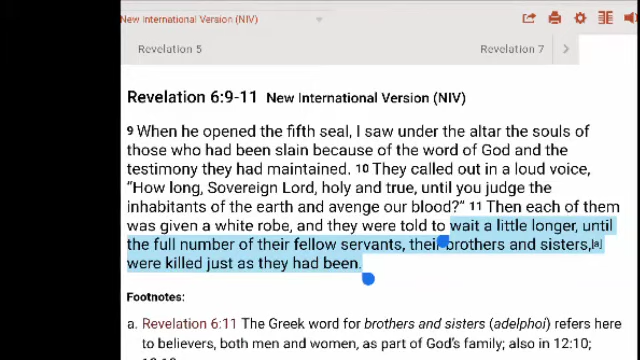 New International Version (NIV)
Revelation 5
Revelation 7
Revelation 6:9-11 New International Version (NIV)
9 When he opened the fifth seal, I saw under the altar the souls of
those who had been slain because of the word of God and the
testimony they had maintained. 10 They called out in a loud voice,
“How long, Sovereign Lord, holy and true, until you judge the
inhabitants of the earth and avenge our blood?” 11 Then each of them
was given a white robe, and they were told to wait a little longer, until
the full number of their fellow servants, their brothers and sisters,[a]
were killed just as they had been.
Footnotes:
a. Revelation 6:11 The Greek word for brothers and sisters (adelphoi) refers here
to believers, both men and women, as part of God’s family; also in 12:10;